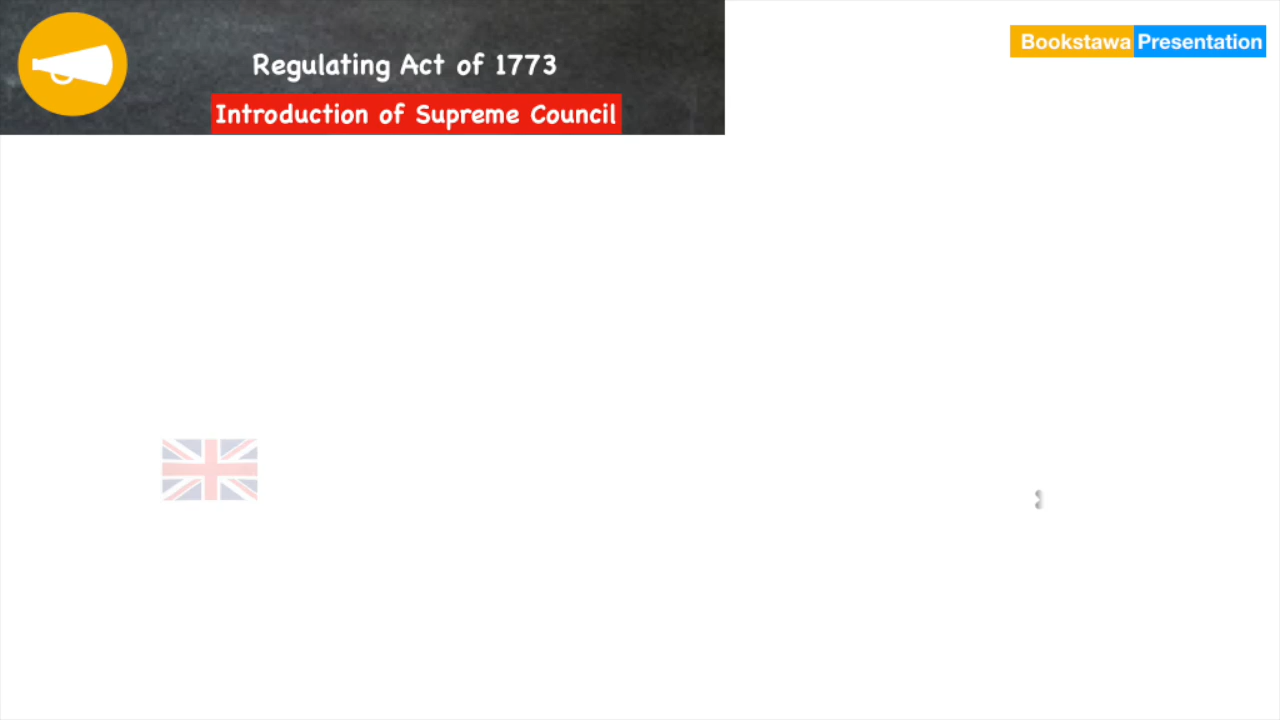 Regulating Act of 1773
Introduction of Supreme Council
Bookstawa Presentation